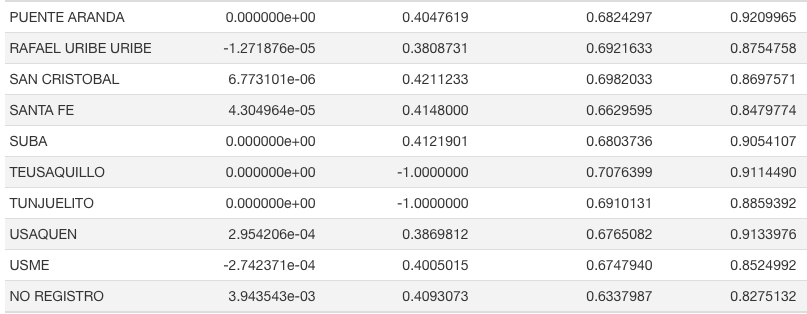 PUENTE ARANDA 0.000000e+00 0.4047619 0.6824297 0.9209965
RAFAEL URIBE URIBE -1.271876e-05 0.3808731 0.6921633 0.8754758
SAN CRISTOBAL 6.773101e-06 0.4211233 0.6982033 0.8697571
SANTA FE 4.304964e-05 0.4148000 0.6629595 0.8479774
SUBA 0.000000e+00 0.4121901 0.6803736 0.9054107
TEUSAQUILLO 0.000000e+00 -1.0000000 0.7076399 0.9114490
TUNJUELITO 0.000000e+00 -1.0000000 0.6910131 0.8859392
USAQUEN 2.954206e-04 0.3869812 0.6765082 0.9133976
USME -2.742371e-04 0.4005015 0.6747940 0.8524992
NO REGISTRO 3.943543e-03 0.4093073 0.6337987 0.8275132